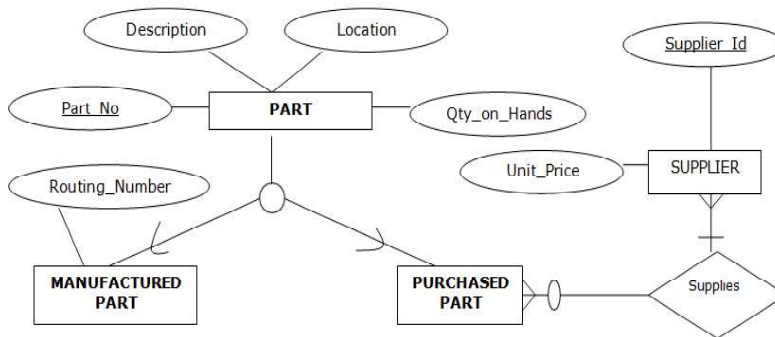 Description
Location
Supplier_Id
Part_No
PART
Qty_on_Hands
Unit_Price
SUPPLIER
Routing_Number
MANUFACTURED
PART
PURCHASED
PART
Supplies